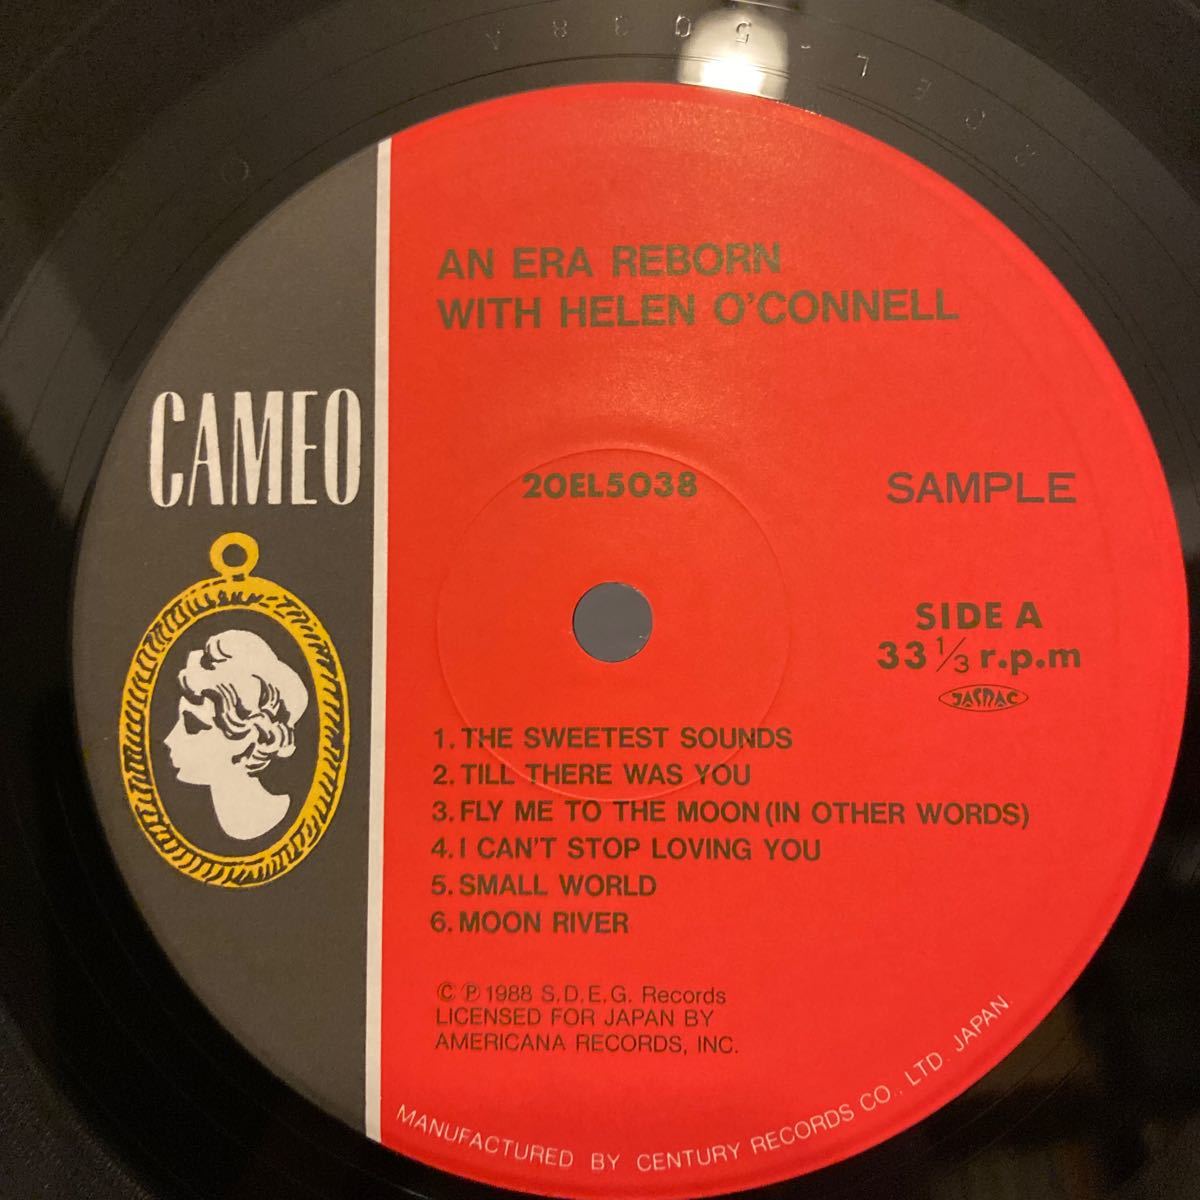 20EL-5038A
AN ERA REBORN
WITH HELEN O'CONNELL
CAMEO
20EL5038
SAMPLE
SIDE A
33 1/3 r.p.m
JASRAC
1. THE SWEETEST SOUNDS
2. TILL THERE WAS YOU
3. FLY ME TO THE MOON (IN OTHER WORDS)
4. I CAN'T STOP LOVING YOU
5. SMALL WORLD
6. MOON RIVER
© ℗ 1988 S.D.E.G. Records
LICENSED FOR JAPAN BY
AMERICANA RECORDS, INC.
MANUFACTURED BY CENTURY RECORDS CO., LTD. JAPAN.